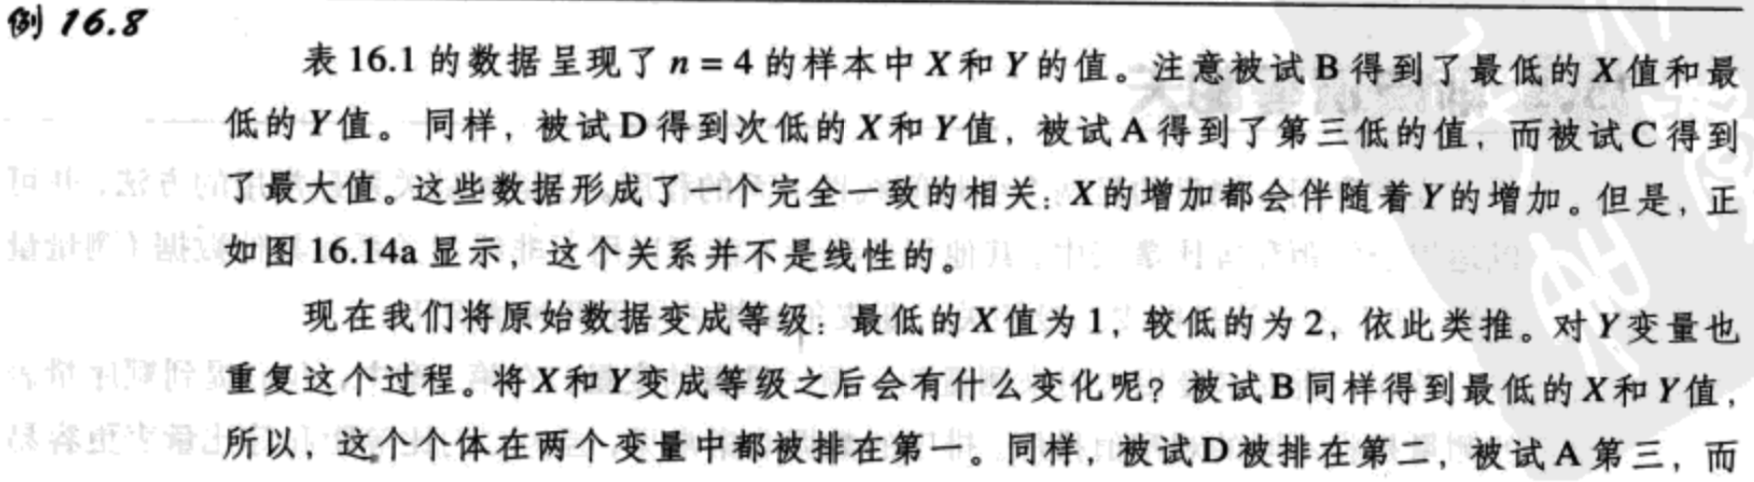 例 16.8
表 16.1 的数据呈现了 n = 4 的样本中 X 和 Y 的值。注意被试 B 得到了最低的 X 值和最
低的 Y 值。同样，被试 D 得到次低的 X 和 Y 值，被试 A 得到了第三低的值，而被试 C 得到
了最大值。这些数据形成了一个完全一致的相关：X 的增加都会伴随着 Y 的增加。但是，正
如图 16.14a 显示，这个关系并不是线性的。
现在我们将原始数据变成等级：最低的 X 值为 1，较低的为 2，依此类推。对 Y 变量也
重复这个过程。将 X 和 Y 变成等级之后会有什么变化呢？被试 B 同样得到最低的 X 和 Y 值，
所以，这个个体在两个变量中都被排在第一。同样，被试 D 被排在第二，被试 A 第三，而